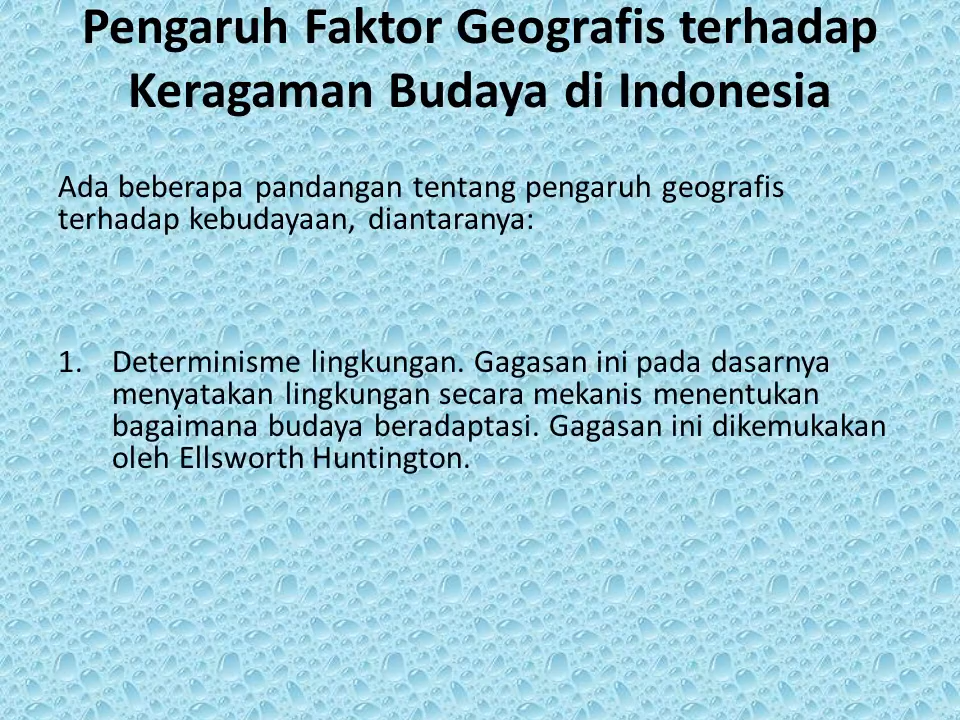 Pengaruh Faktor Geografis terhadap
Keragaman Budaya di Indonesia
Ada beberapa pandangan tentang pengaruh geografis
terhadap kebudayaan, diantaranya:
1. Determinisme lingkungan. Gagasan ini pada dasarnya
menyatakan lingkungan secara mekanis menentukan
bagaimana budaya beradaptasi. Gagasan ini dikemukakan
oleh Ellsworth Huntington.